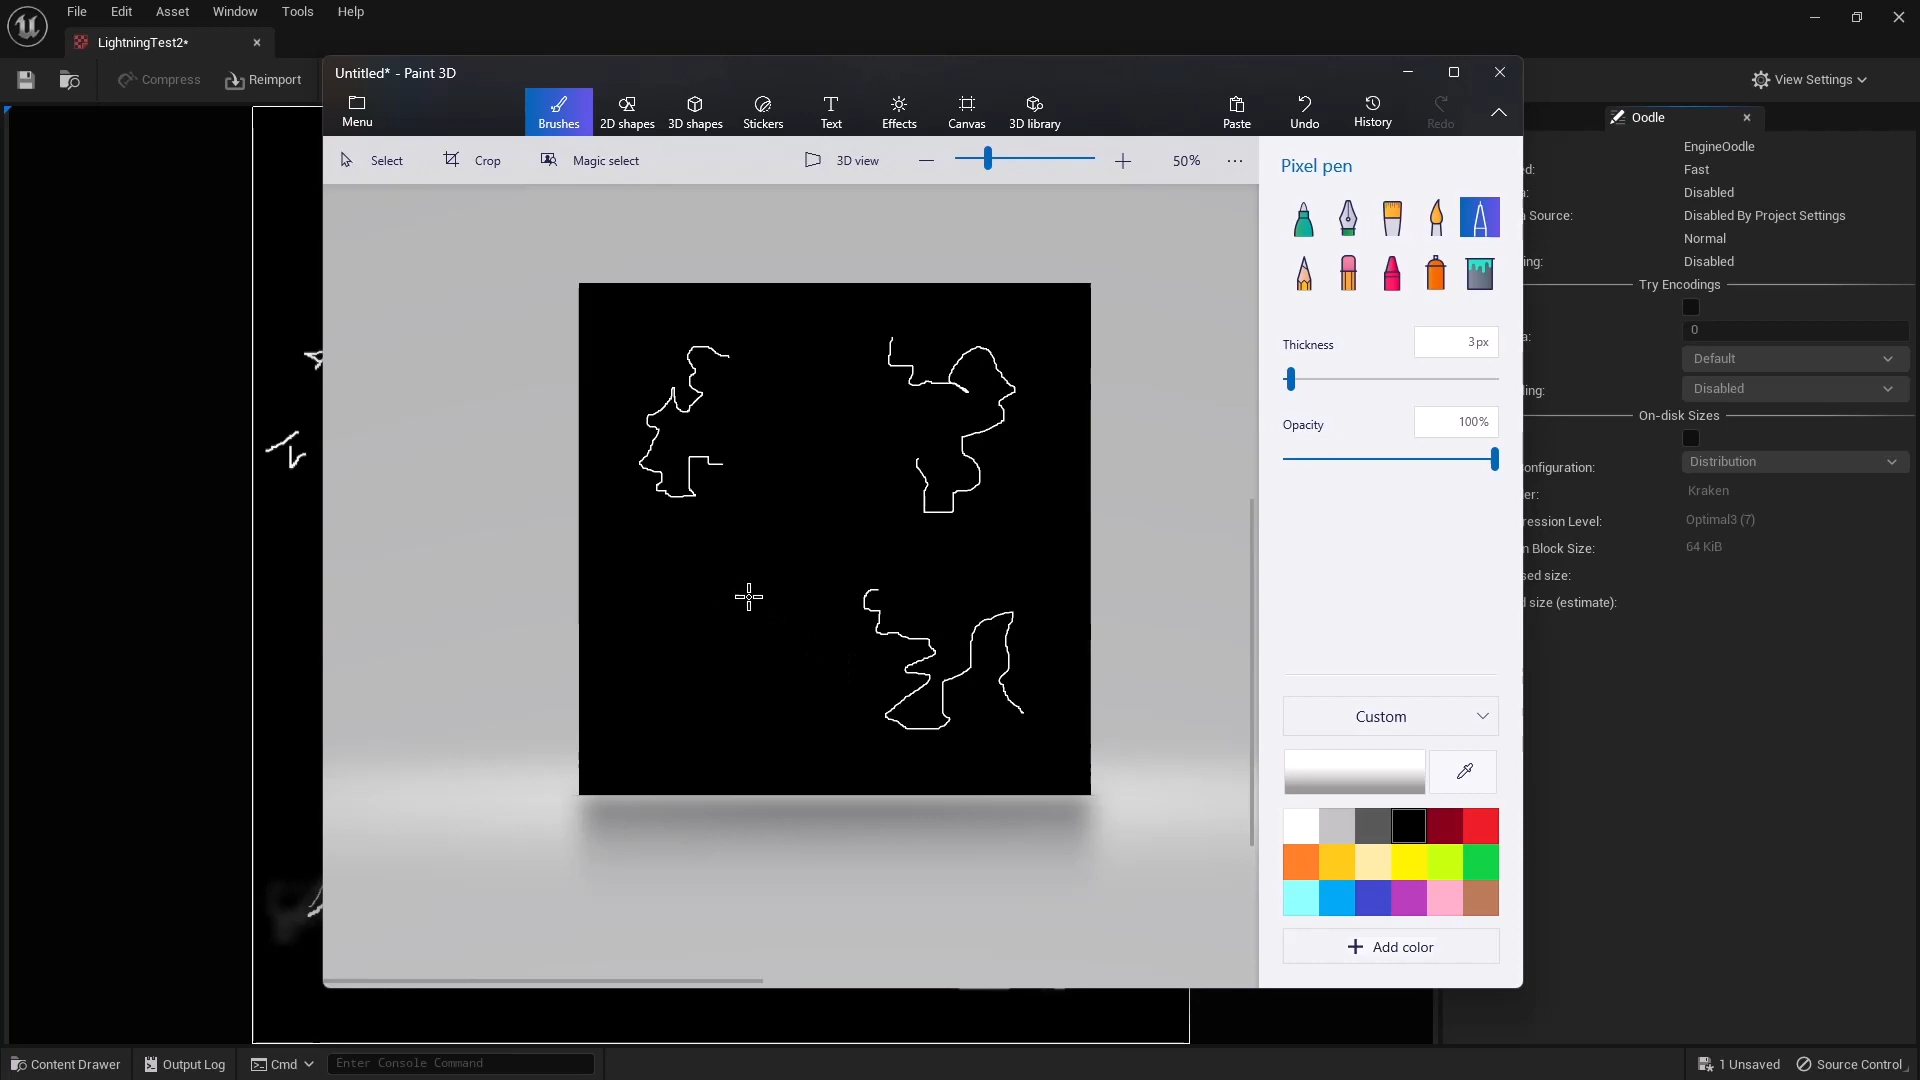 File Edit Asset Window Tools Help
LightningTest2*
Compress Reimport
View Settings
Untitled* - Paint 3D
Menu
Brushes 2D shapes 3D shapes Stickers Text Effects Canvas 3D library Paste Undo History Redo
Select Crop Magic select 3D view 50%
Pixel pen
Thickness 3px
Opacity 100%
Custom
Add color
Oodle
EngineOodle
ed: Fast
a: Disabled
Source: Disabled By Project Settings
Normal
ing: Disabled
Try Encodings
a: 0
Default
ling: Disabled
On-disk Sizes
onfiguration: Distribution
er: Kraken
ression Level: Optimal3 (7)
n Block Size: 64 KiB
sed size:
size (estimate):
Content Drawer Output Log Cmd Enter Console Command 1 Unsaved Source Control